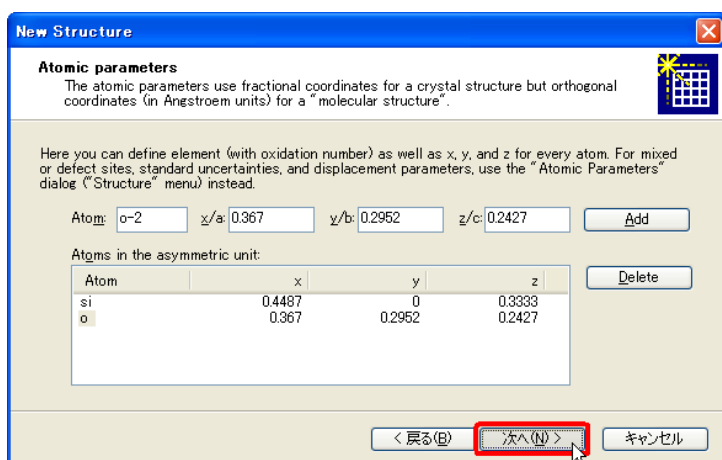 New Structure
Atomic parameters
The atomic parameters use fractional coordinates for a crystal structure but orthogonal
coordinates (in Angstroem units) for a "molecular structure".
Here you can define element (with oxidation number) as well as x, y, and z for every atom. For mixed
or defect sites, standard uncertainties, and displacement parameters, use the "Atomic Parameters"
dialog ("Structure" menu) instead.
Atom: o-2 x/a: 0.367 y/b: 0.2952 z/c: 0.2427 Add
Atoms in the asymmetric unit:
Delete
Atom x y z
si 0.4487 0 0.3333
o 0.367 0.2952 0.2427
< 戻る(B) 次へ(N) > キャンセル